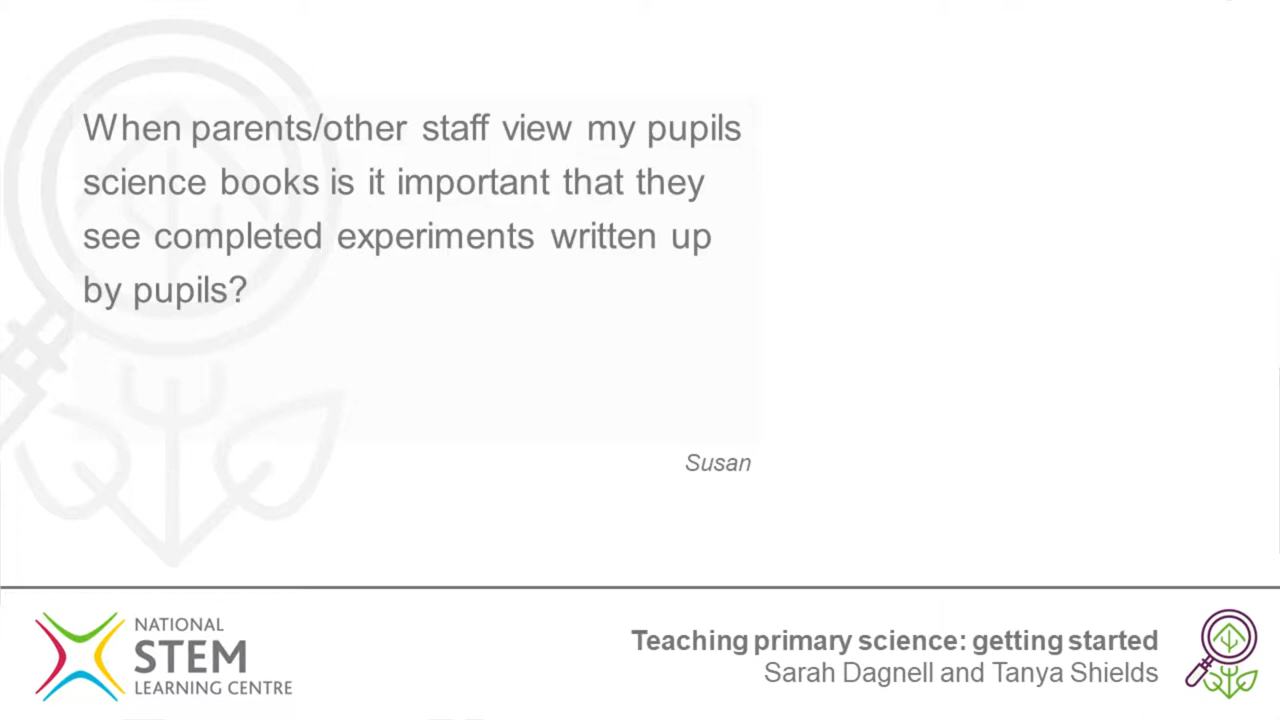 When parents/other staff view my pupils
science books is it important that they
see completed experiments written up
by pupils?
Susan
NATIONAL
STEM
LEARNING CENTRE
Teaching primary science: getting started
Sarah Dagnell and Tanya Shields